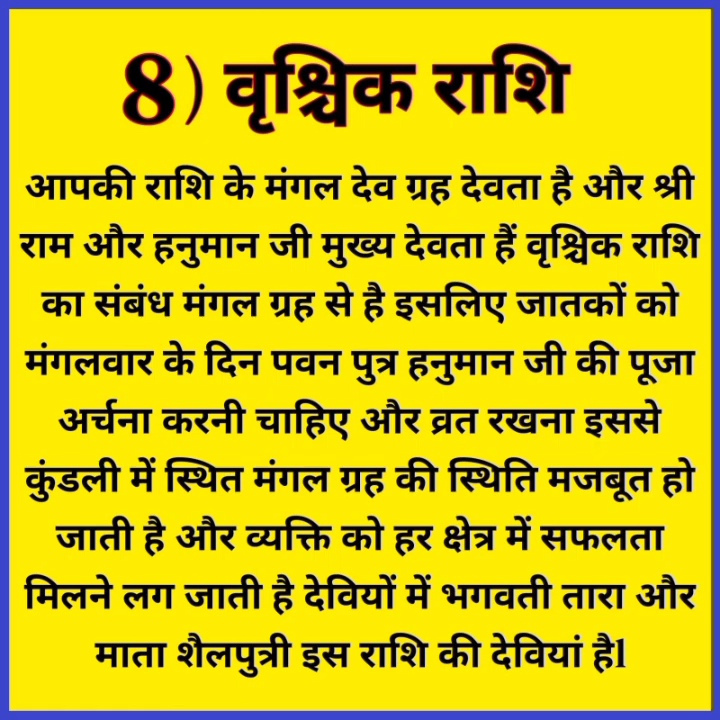 8) वृश्चिक राशि
आपकी राशि के मंगल देव ग्रह देवता है और श्री
राम और हनुमान जी मुख्य देवता हैं वृश्चिक राशि
का संबंध मंगल ग्रह से है इसलिए जातकों को
मंगलवार के दिन पवन पुत्र हनुमान जी की पूजा
अर्चना करनी चाहिए और व्रत रखना इससे
कुंडली में स्थित मंगल ग्रह की स्थिति मजबूत हो
जाती है और व्यक्ति को हर क्षेत्र में सफलता
मिलने लग जाती है देवियों में भगवती तारा और
माता शैलपुत्री इस राशि की देवियां हैl